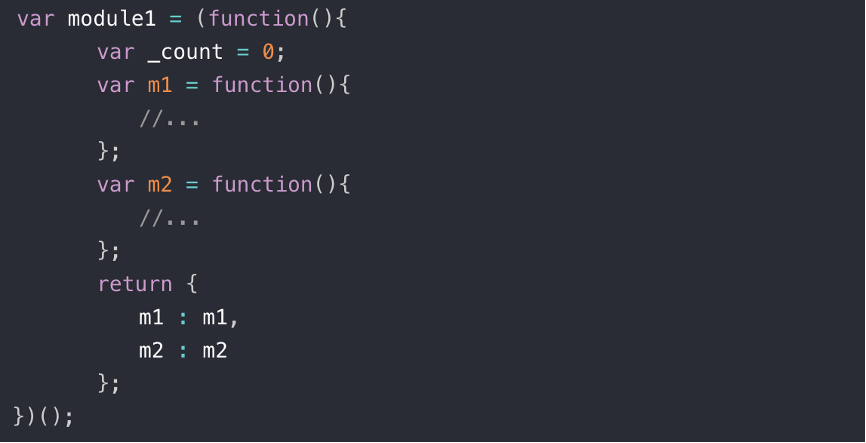 var module1 = (function(){
var _count = 0;
var m1 = function(){
//...
};
var m2 = function(){
//...
};
return {
m1 : m1,
m2 : m2
};
})();